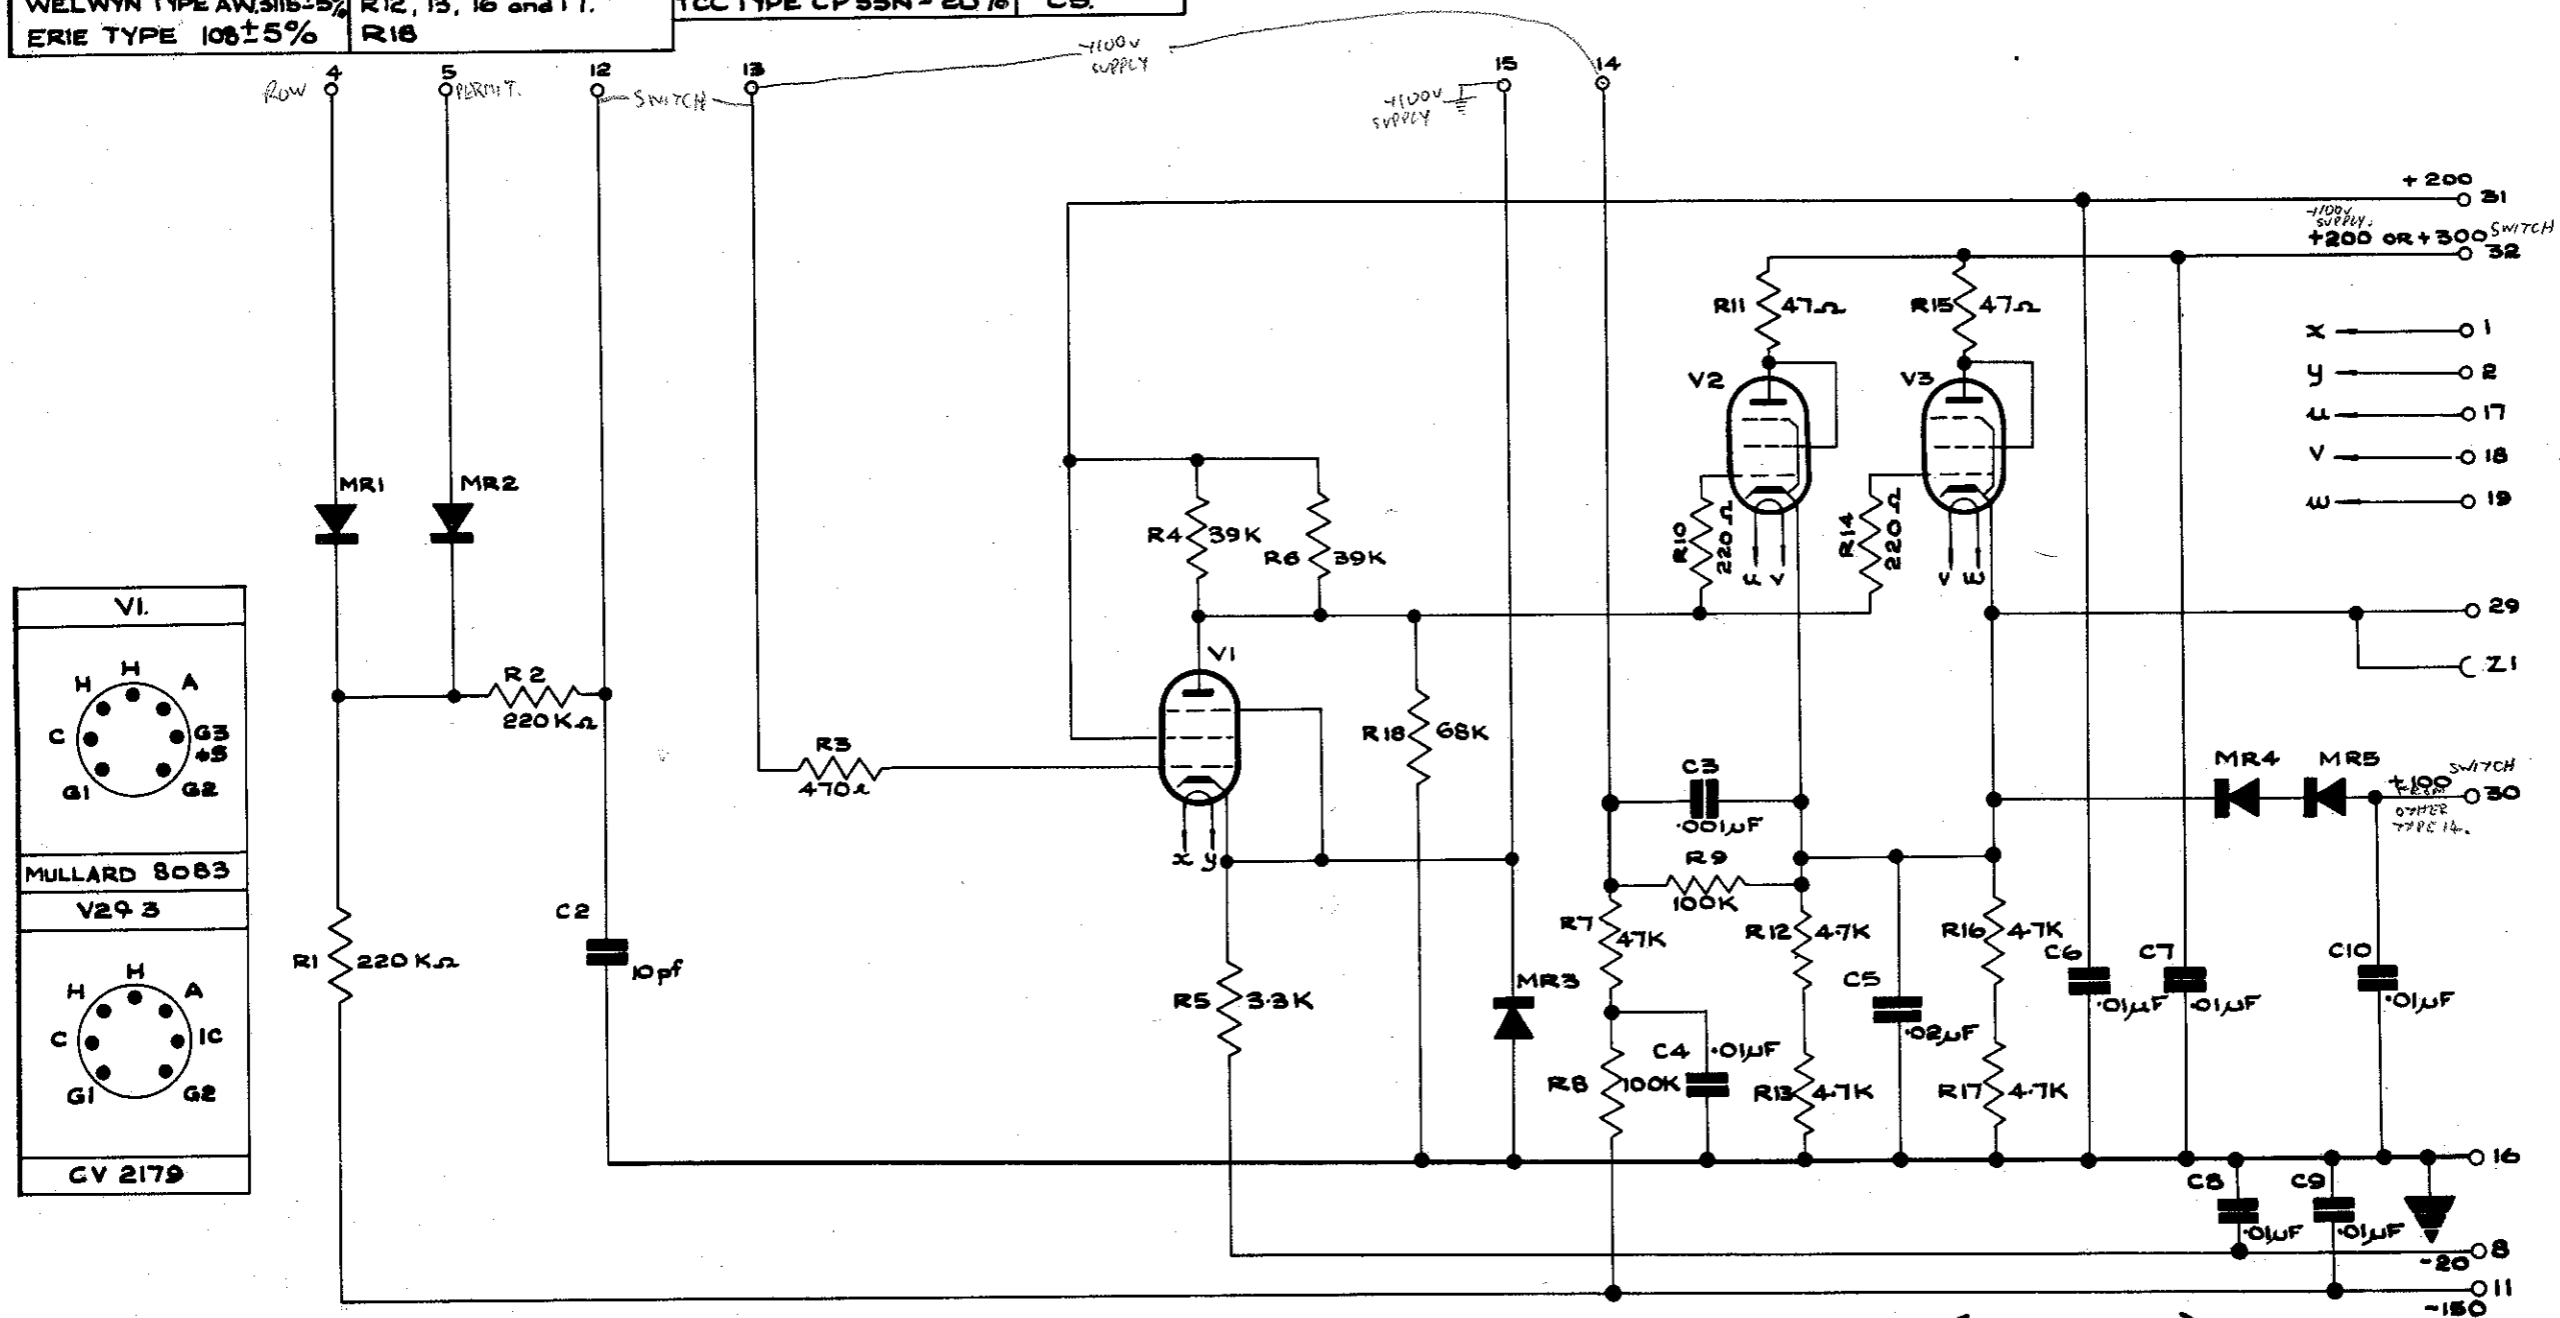 WELWYN TYPE AW.3115±5% R12, 13, 16 and 17.
TCC TYPE CP33N-20% C5.
ERIE TYPE 108±5% R18
+100V SUPPLY
ROW 4
5 PERMIT.
12
SWITCH
13
+100V SUPPLY
15
14
+200
31
+100V SUPPLY.
+200 OR +300 SWITCH
32
R11 47Ω
R15 47Ω
x 1
y 2
u 17
v 18
w 19
V2
V3
MR1
MR2
R4 39K
R6 39K
R10 220Ω
R14 220Ω
u v
v w
V1.
H H A
C G3 +S
G1 G2
MULLARD 8083
V2 & 3
H H A
C IC
G1 G2
CV 2179
29
Z1
R2
220KΩ
V1
R3
470Ω
R18 68K
x y
C3
.001µF
R9
100K
MR4
MR5
SWITCH
+100
FROM OTHER TYPE 14.
30
R1 220KΩ
C2
10pf
R5 3.3K
MR3
R7 47K
R12 4.7K
R16 4.7K
C5
.02µF
C6
.01µF
C7
.01µF
C10
.01µF
R8 100K
C4 .01µF
R13 4.7K
R17 4.7K
16
C8
.01µF
C9
.01µF
8
-20
11
-150